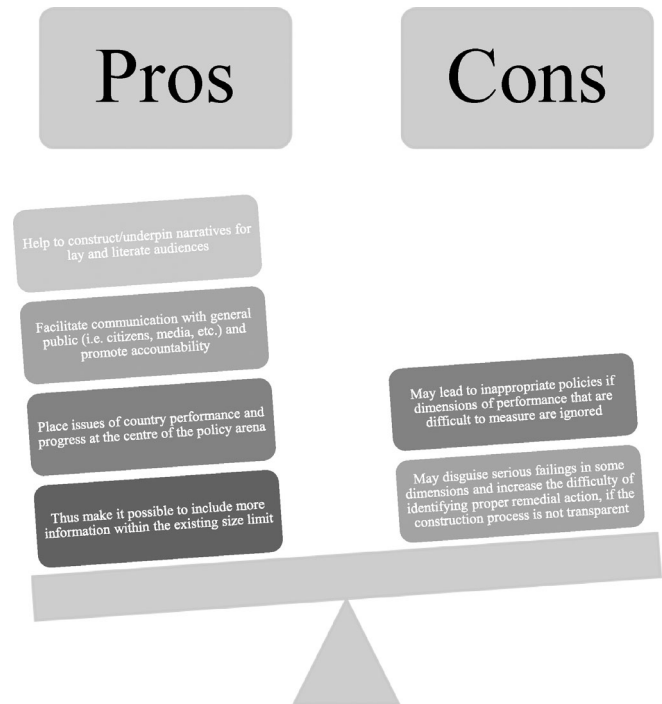 Pros
Cons
Help to construct/underpin narratives for
lay and literate audiences
Facilitate communication with general
public (i.e. citizens, media, etc.) and
promote accountability
Place issues of country performance and
progress at the centre of the policy arena
Thus make it possible to include more
information within the existing size limit
May lead to inappropriate policies if
dimensions of performance that are
difficult to measure are ignored
May disguise serious failings in some
dimensions and increase the difficulty of
identifying proper remedial action, if the
construction process is not transparent